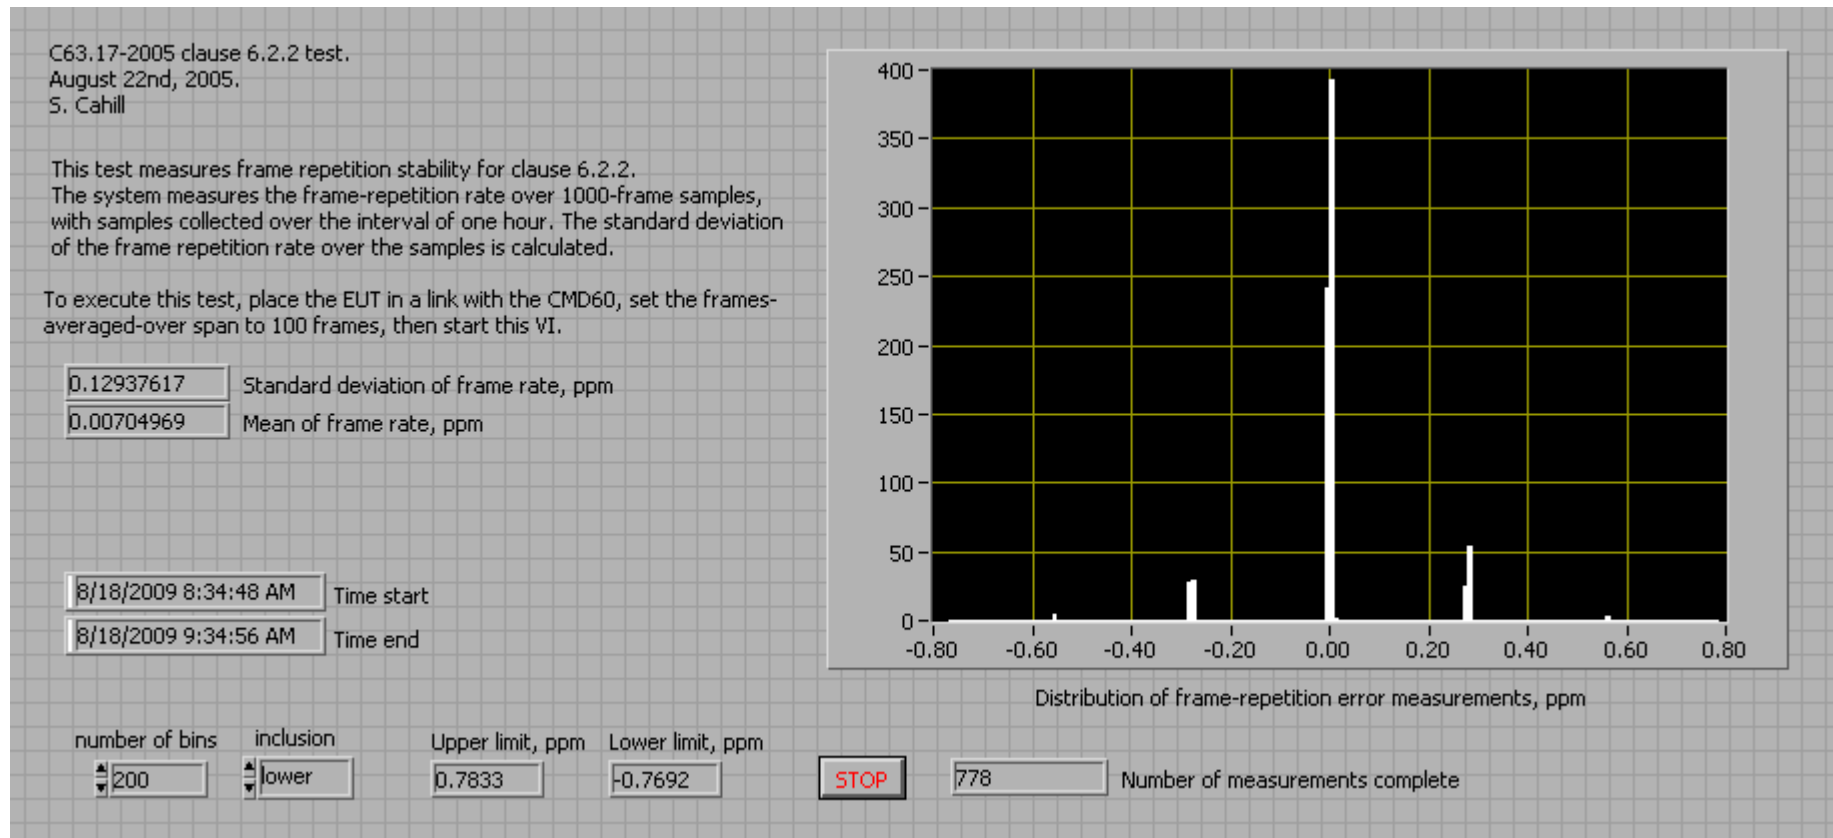 C63.17-2005 clause 6.2.2 test.
August 22nd, 2005.
S. Cahill
This test measures frame repetition stability for clause 6.2.2.
The system measures the frame-repetition rate over 1000-frame samples,
with samples collected over the interval of one hour. The standard deviation
of the frame repetition rate over the samples is calculated.
To execute this test, place the EUT in a link with the CMD60, set the frames-
averaged-over span to 100 frames, then start this VI.
0.12937617 Standard deviation of frame rate, ppm
0.00704969 Mean of frame rate, ppm
8/18/2009 8:34:48 AM Time start
8/18/2009 9:34:56 AM Time end
number of bins inclusion Upper limit, ppm Lower limit, ppm
200 lower 0.7833 -0.7692
400
350
300
250
200
150
100
50
0
-0.80 -0.60 -0.40 -0.20 0.00 0.20 0.40 0.60 0.80
Distribution of frame-repetition error measurements, ppm
STOP 778 Number of measurements complete